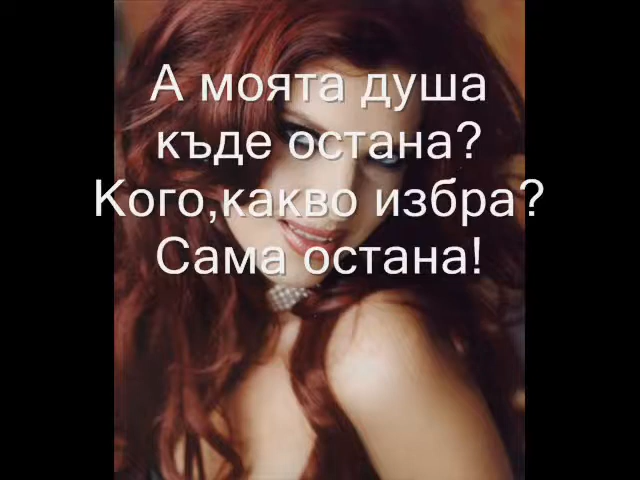 А моята душа
къде остана?
Кого,какво избра?
Сама остана!